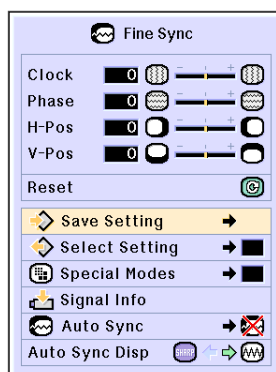 Fine Sync
Clock 0 - +
Phase 0 - +
H-Pos 0 - +
V-Pos 0 - +
Reset
Save Setting
Select Setting
Special Modes
Signal Info
Auto Sync
Auto Sync Disp SHARP